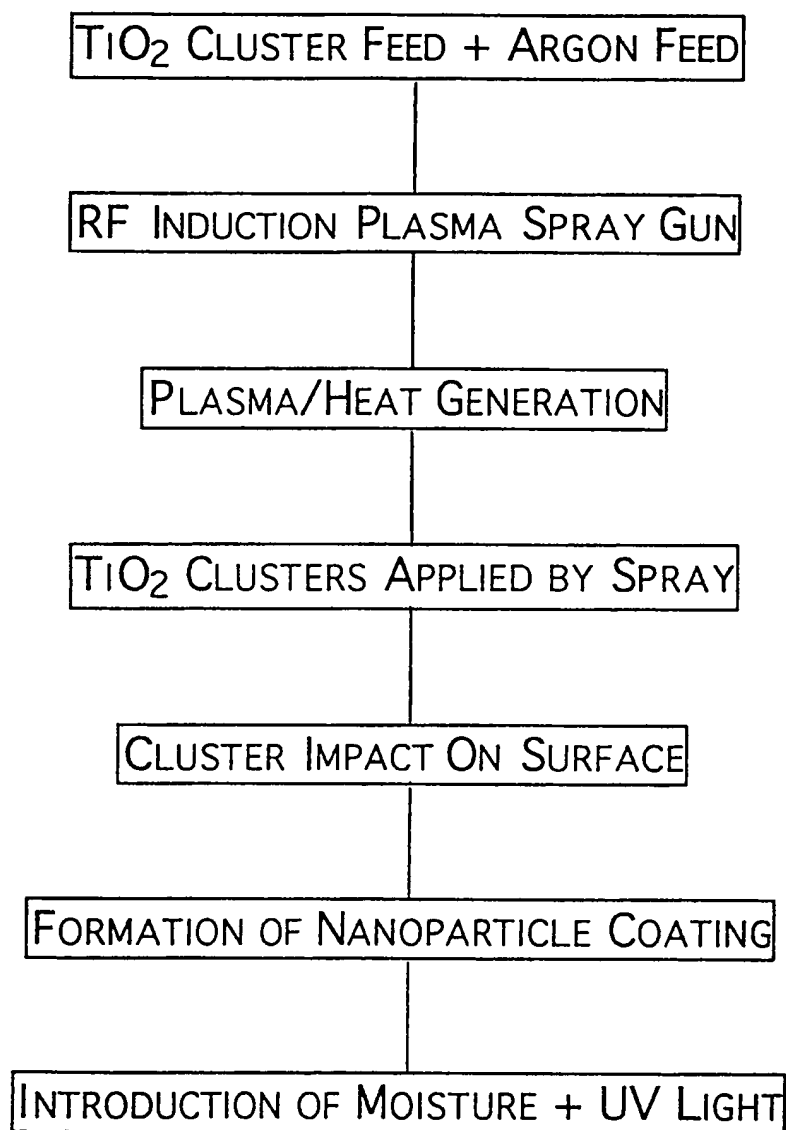 TiO2 Cluster Feed + Argon Feed
RF Induction Plasma Spray Gun
Plasma/Heat Generation
TiO2 Clusters Applied by Spray
Cluster Impact On Surface
Formation of Nanoparticle Coating
Introduction of Moisture + UV Light